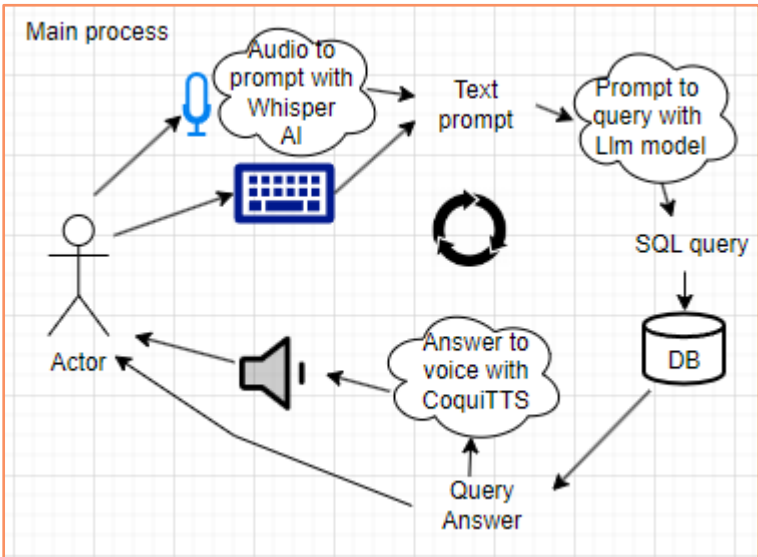 Main process
Audio to
prompt with
Whisper
AI
Text
prompt
Prompt to
query with
Llm model
SQL query
DB
Actor
Answer to
voice with
CoquiTTS
Query
Answer